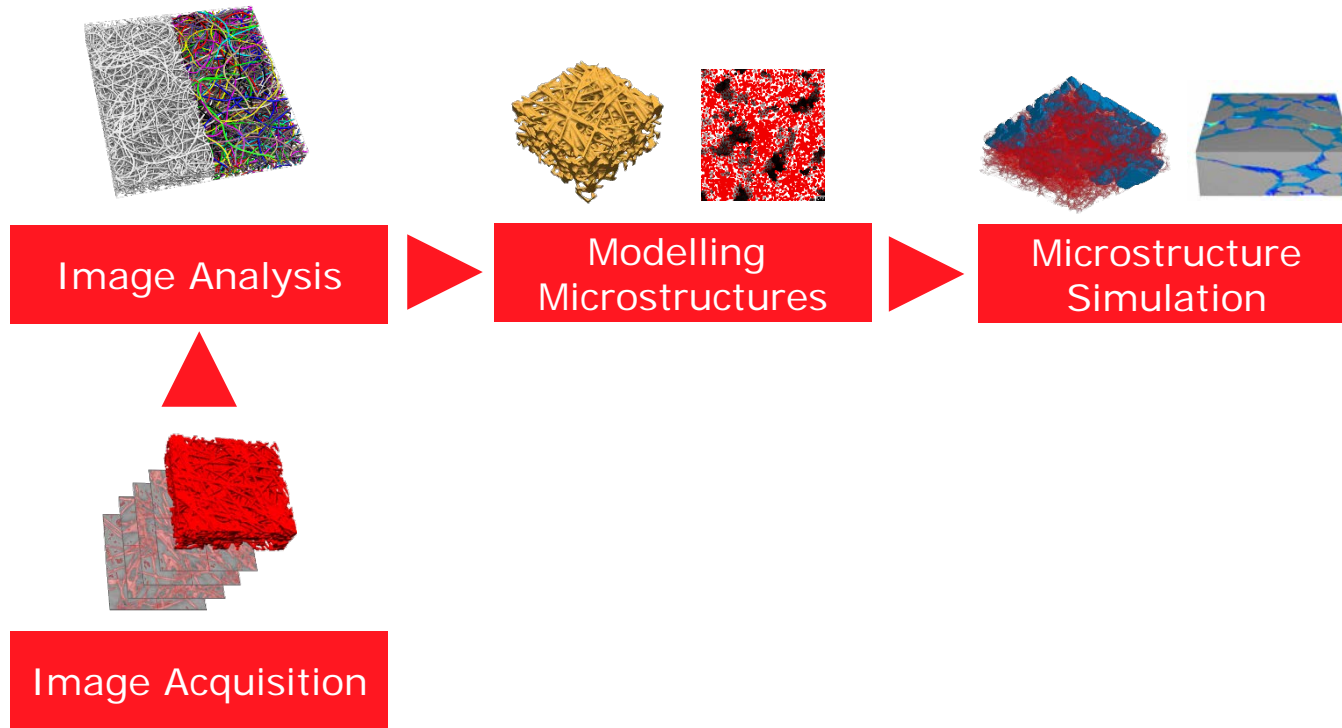 Image Analysis
Modelling
Microstructures
Microstructure
Simulation
Image Acquisition